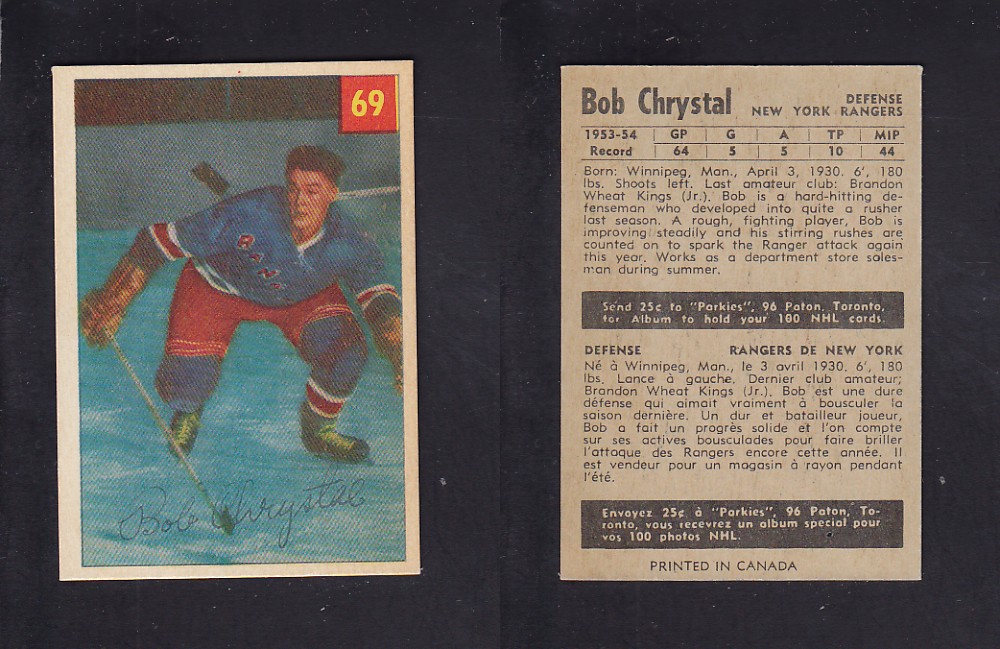 69
RAN
Bob Chrystal
Bob Chrystal
DEFENSE
NEW YORK RANGERS
1953-54 GP G A TP MIP
Record 64 5 5 10 44
Born: Winnipeg, Man., April 3, 1930. 6', 180
lbs. Shoots left. Last amateur club: Brandon
Wheat Kings (Jr.). Bob is a hard-hitting de-
fenseman who developed into quite a rusher
last season. A rough, fighting player, Bob is
improving steadily and his stirring rushes are
counted on to spark the Ranger attack again
this year. Works as a department store sales-
man during summer.
Send 25c to "Parkies", 96 Paton, Toronto,
for Album to hold your 100 NHL cards.
DEFENSE RANGERS DE NEW YORK
Né à Winnipeg, Man., le 3 avril 1930. 6', 180
lbs. Lance à gauche. Dernier club amateur;
Brandon Wheat Kings (Jr.). Bob est une dure
défense qui aimait vraiment à bousculer la
saison dernière. Un dur et batailleur joueur,
Bob a fait un progrès solide et l'on compte
sur ses actives bousculades pour faire briller
l'attaque des Rangers encore cette année. Il
est vendeur pour un magasin à rayon pendant
l'été.
Envoyez 25¢ à "Parkies", 96 Paton, To-
ronto, vous recevrez un album special pour
vos 100 photos NHL.
PRINTED IN CANADA